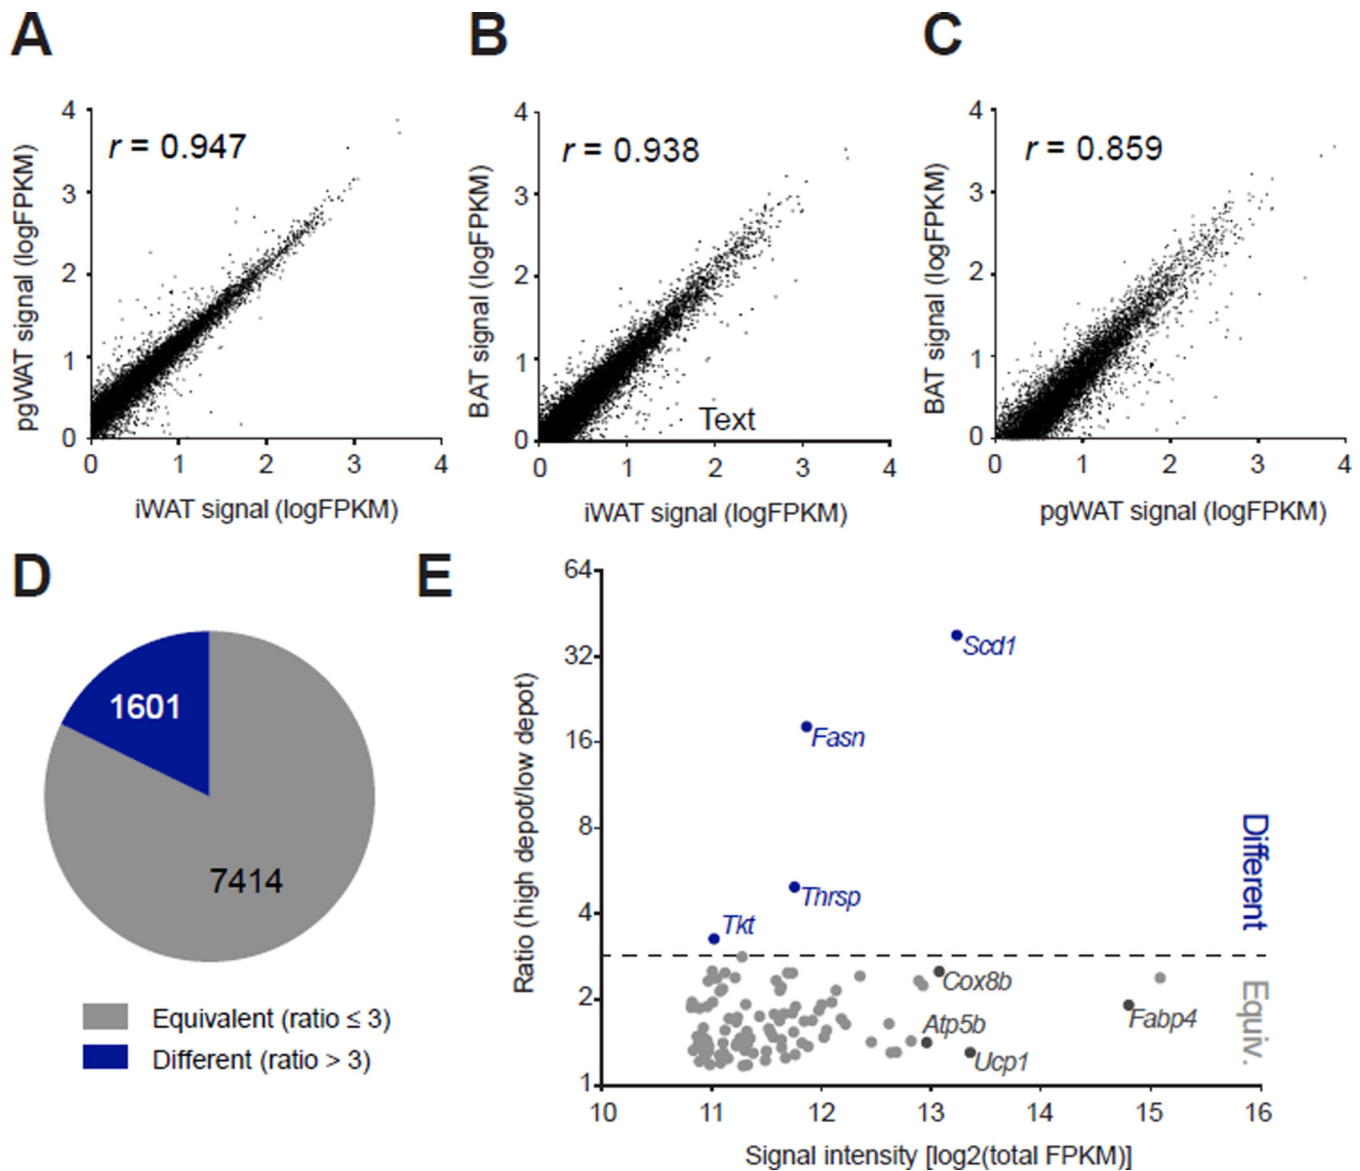 A
B
C
4
3
2
1
0
r = 0.947
pgWAT signal (logFPKM)
0
1
2
3
4
iWAT signal (logFPKM)
4
3
2
1
0
r = 0.938
BAT signal (logFPKM)
Text
0
1
2
3
4
iWAT signal (logFPKM)
4
3
2
1
0
r = 0.859
BAT signal (logFPKM)
0
1
2
3
4
pgWAT signal (logFPKM)
D
1601
7414
Equivalent (ratio ≤ 3)
Different (ratio > 3)
E
64
32
16
8
4
2
1
Ratio (high depot/low depot)
Scd1
Fasn
Thrsp
Tkt
Cox8b
Atp5b
Fabp4
Ucp1
Different
Equiv.
10
11
12
13
14
15
16
Signal intensity [log2(total FPKM)]